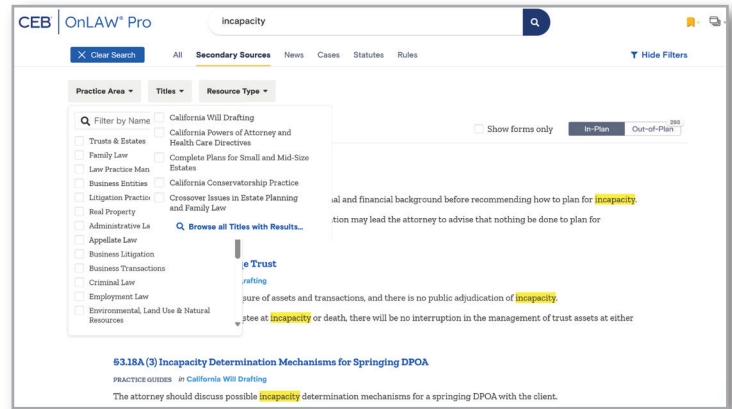 CEB® OnLAW® Pro
incapacity
Clear Search
All Secondary Sources News Cases Statutes Rules
Hide Filters
Practice Area Titles Resource Type
Filter by Name
Trusts & Estates
Family Law
Law Practice Man
Business Entities
Litigation Practice
Real Property
Administrative La
Appellate Law
Business Litigation
Business Transactions
Criminal Law
Employment Law
Environmental, Land Use & Natural
Resources
California Will Drafting
California Powers of Attorney and
Health Care Directives
Complete Plans for Small and Mid-Size
Estates
California Conservatorship Practice
Crossover Issues in Estate Planning
and Family Law
Browse all Titles with Results...
Show forms only
In-Plan Out-of-Plan
and financial background before recommending how to plan for incapacity.
tion may lead the attorney to advise that nothing be done to plan for
e Trust
rafting
sure of assets and transactions, and there is no public adjudication of incapacity.
stee at incapacity or death, there will be no interruption in the management of trust assets at either
§3.18A (3) Incapacity Determination Mechanisms for Springing DPOA
PRACTICE GUIDES in California Will Drafting
The attorney should discuss possible incapacity determination mechanisms for a springing DPOA with the client.